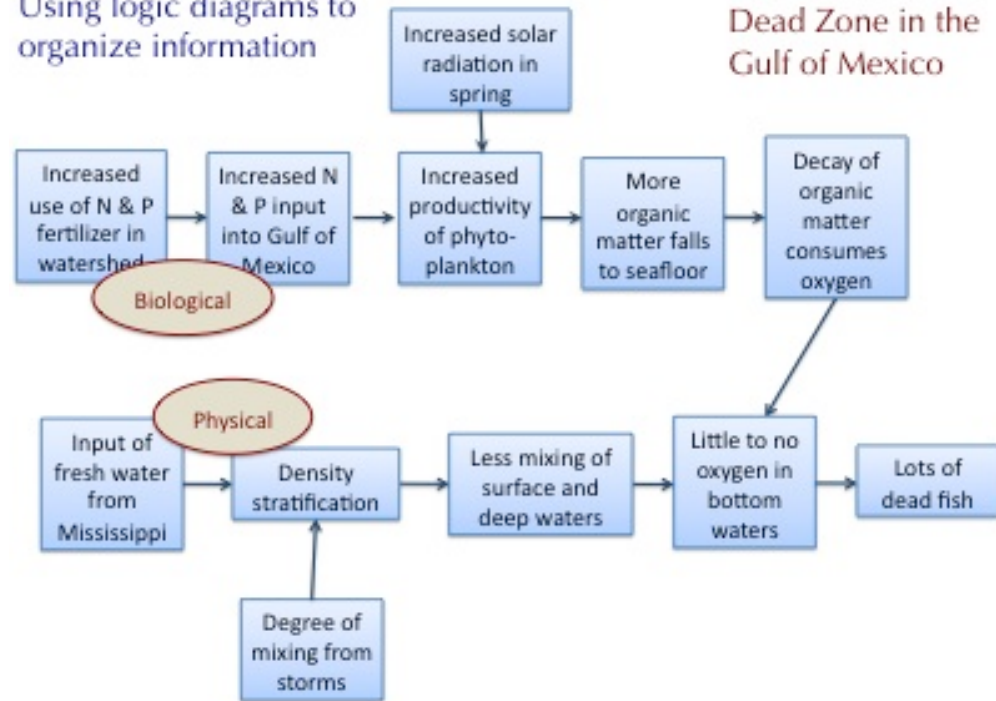 Using logic diagrams to
organize information
Dead Zone in the
Gulf of Mexico
Increased solar
radiation in
spring
Increased
use of N & P
fertilizer in
watershed
Increased N
& P input
into Gulf of
Mexico
Increased
productivity
of phyto-
plankton
More
organic
matter falls
to seafloor
Decay of
organic
matter
consumes
oxygen
Biological
Physical
Input of
fresh water
from
Mississippi
Density
stratification
Less mixing of
surface and
deep waters
Little to no
oxygen in
bottom
waters
Lots of
dead fish
Degree of
mixing from
storms